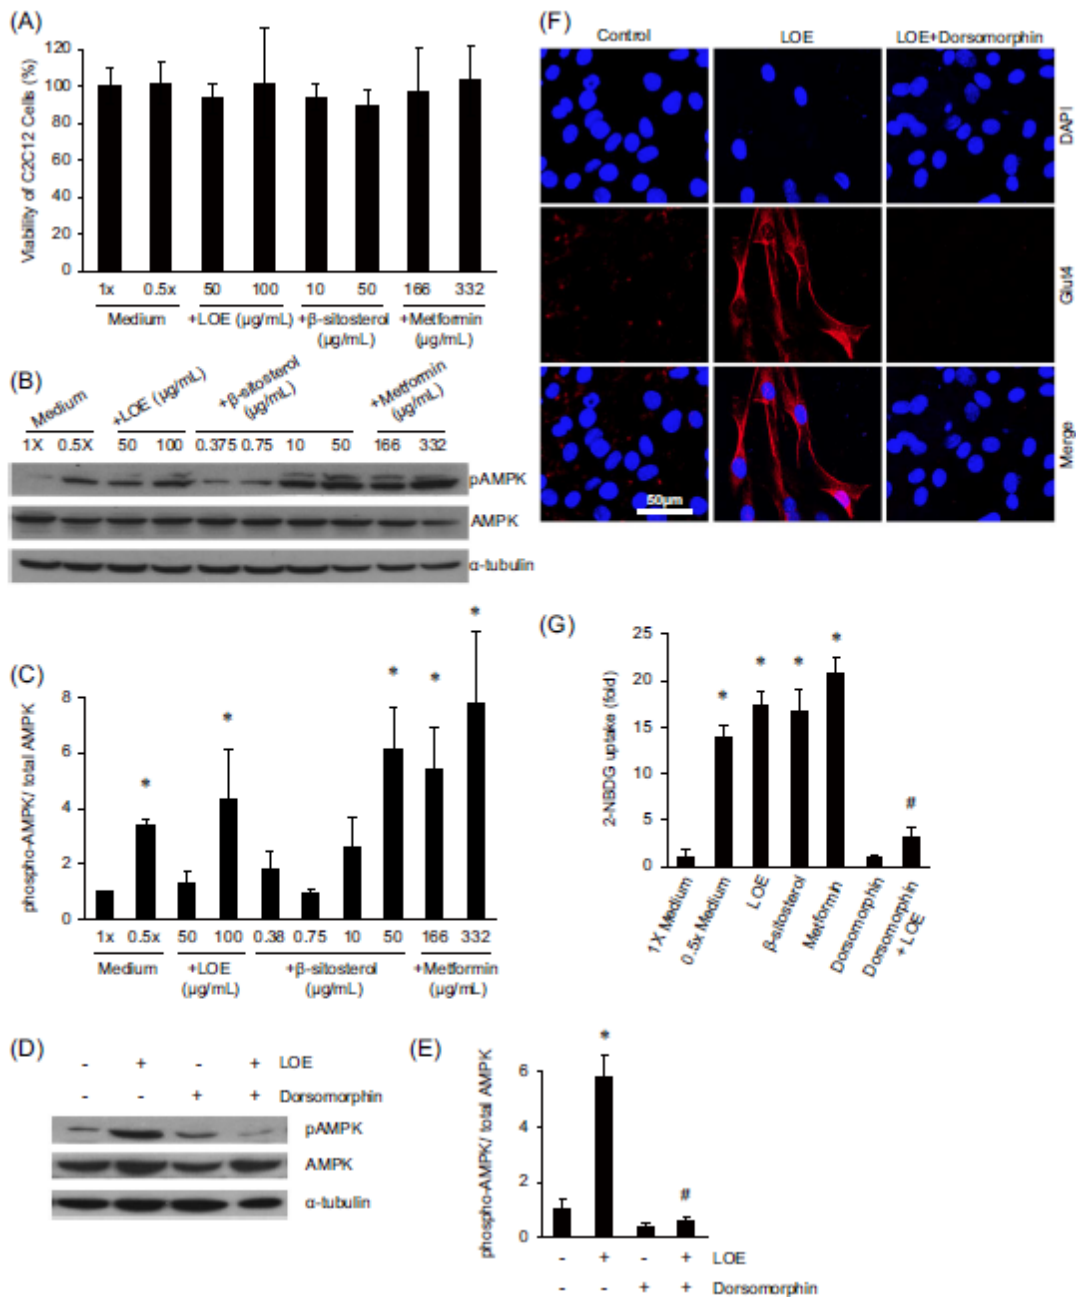 (A)
120
100
80
60
40
20
0
Viability of C2C12 Cells (%)
1x 0.5x 50 100 10 50 166 332
Medium +LOE (µg/mL) +β-sitosterol +Metformin
(µg/mL) (µg/mL)
(B)
Medium +LOE (µg/mL) +β-sitosterol (µg/mL) +Metformin (µg/mL)
1X 0.5X 50 100 0.375 0.75 10 50 166 332
pAMPK
AMPK
α-tubulin
(C)
phospho-AMPK/ total AMPK
8
6
4
2
0
* * * * *
1x 0.5x 50 100 0.38 0.75 10 50 166 332
Medium +LOE +β-sitosterol +Metformin
(µg/mL) (µg/mL) (µg/mL)
(D)
- + - + LOE
- - + + Dorsomorphin
pAMPK
AMPK
α-tubulin
(E)
phospho-AMPK/ total AMPK
6
4
2
0
* #
- + - + LOE
- - + + Dorsomorphin
(F)
Control LOE LOE+Dorsomorphin
DAPI
Glut4
Merge
50µm
(G)
2-NBDG uptake (fold)
25
20
15
10
5
0
* * * * #
1X Medium
0.5x Medium
LOE
β-sitosterol
Metformin
Dorsomorphin
Dorsomorphin
+ LOE